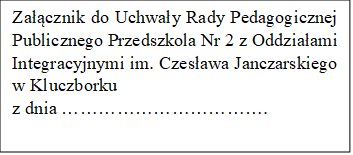 Załącznik do Uchwały Rady Pedagogicznej
Publicznego Przedszkola Nr 2 z Oddziałami
Integracyjnymi im. Czesława Janczarskiego
w Kluczborku
z dnia …………………………….